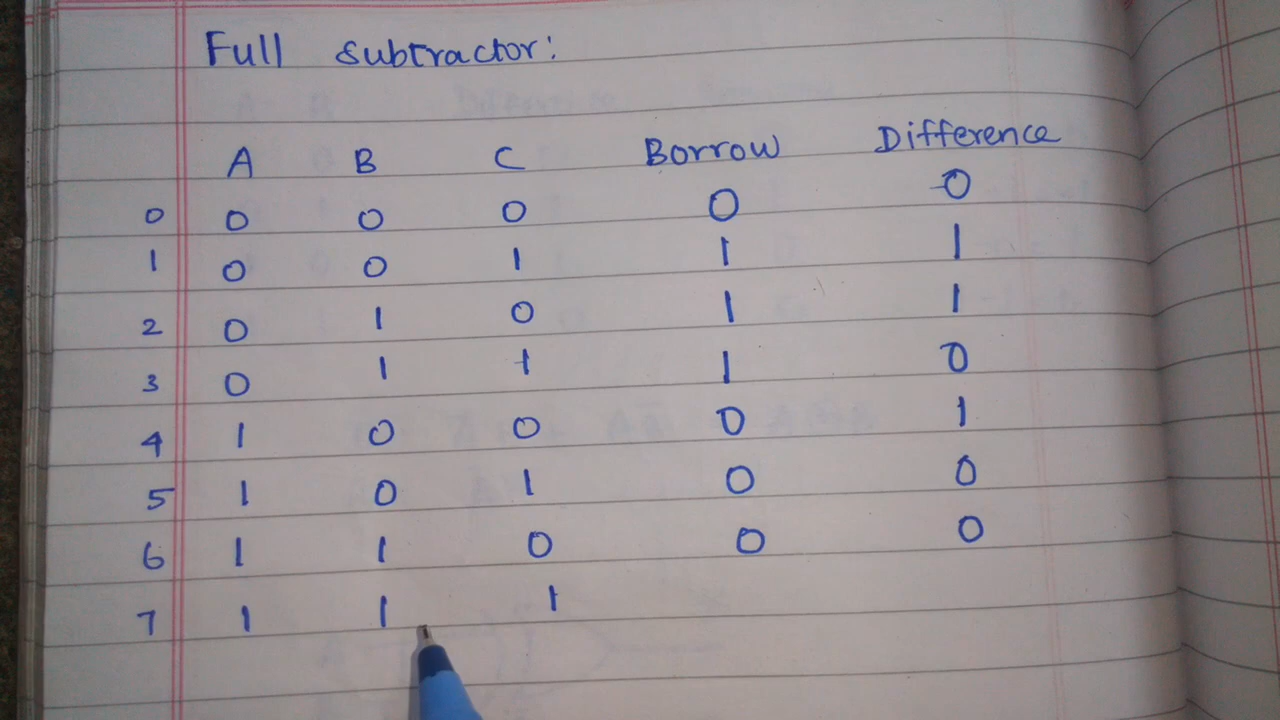 Full subtractor:
A B C Borrow Difference
0 0 0 0 0 0
1 0 0 1 1 1
2 0 1 0 1 1
3 0 1 1 1 0
4 1 0 0 0 1
5 1 0 1 0 0
6 1 1 0 0 0
7 1 1 1